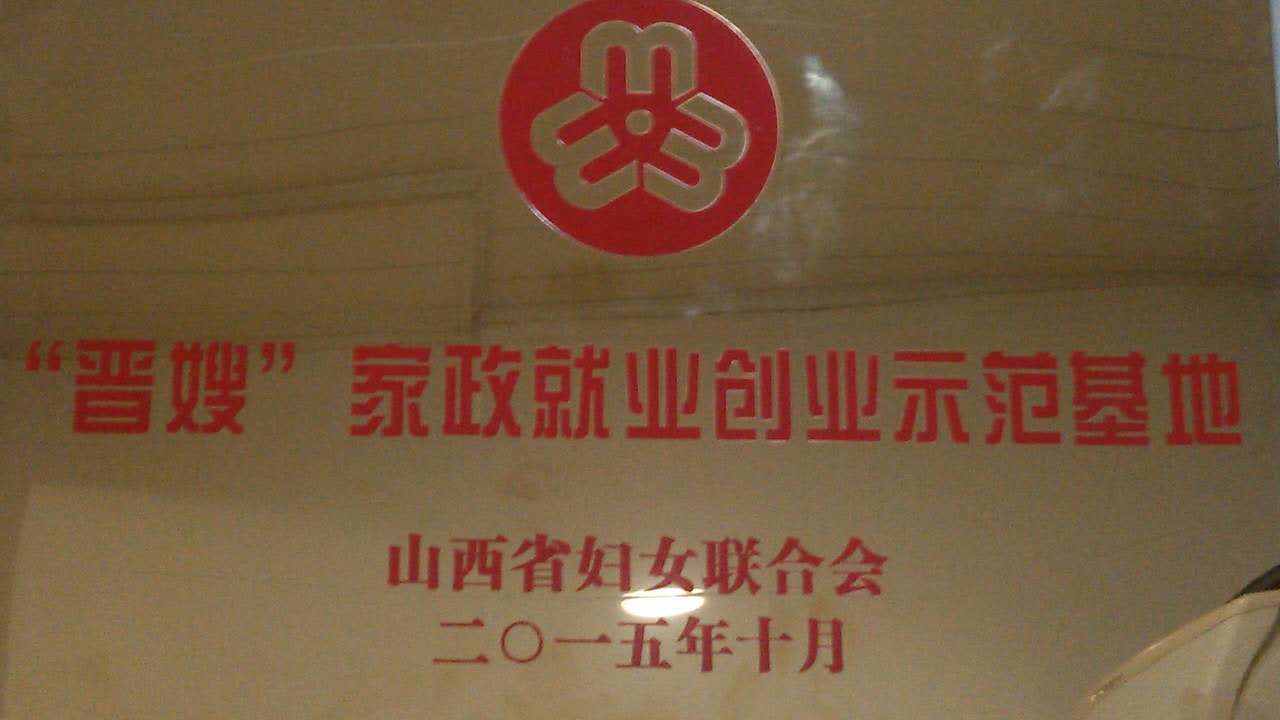 “晋嫂”家政就业创业示范基地
山西省妇女联合会
二〇一五年十月